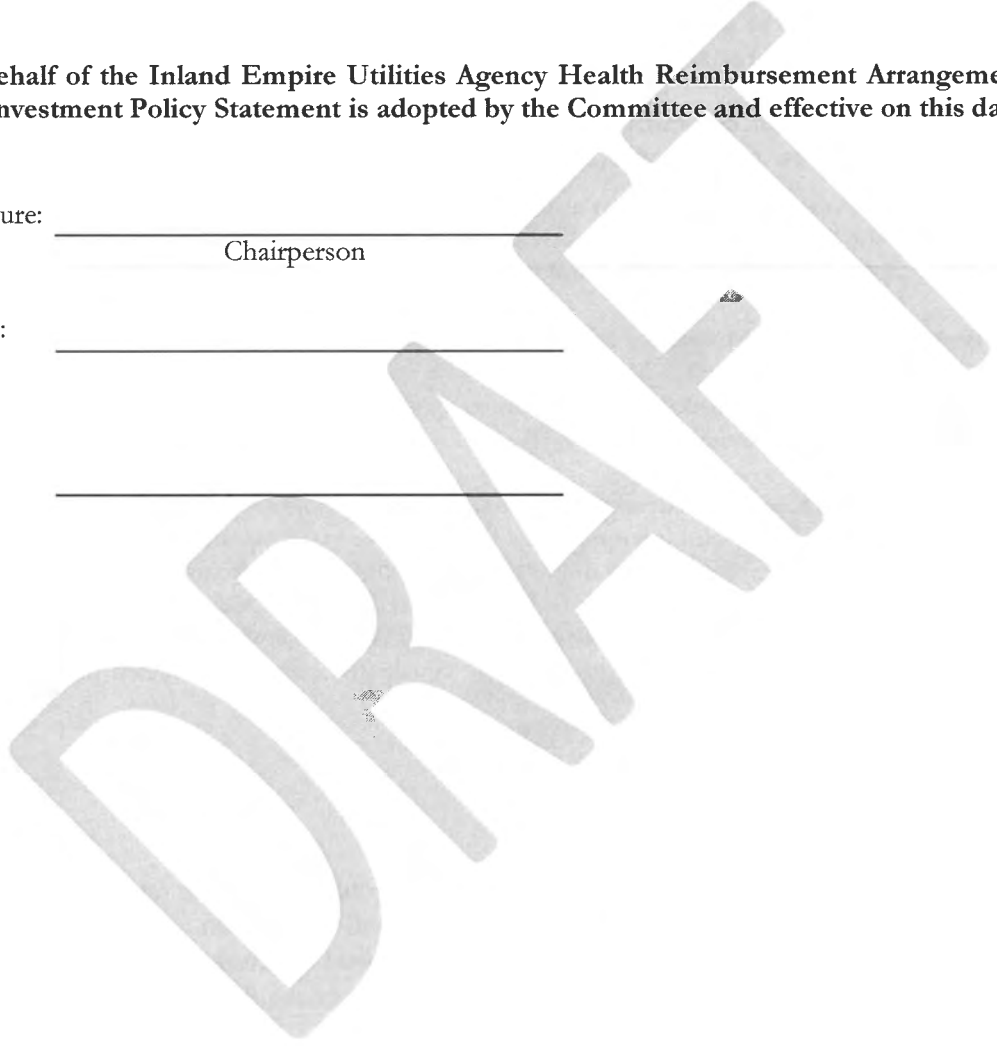 ehalf of the Inland Empire Utilities Agency Health Reimbursement Arrangeme
nvestment Policy Statement is adopted by the Committee and effective on this da
ure:
Chairperson
:
DRAFT